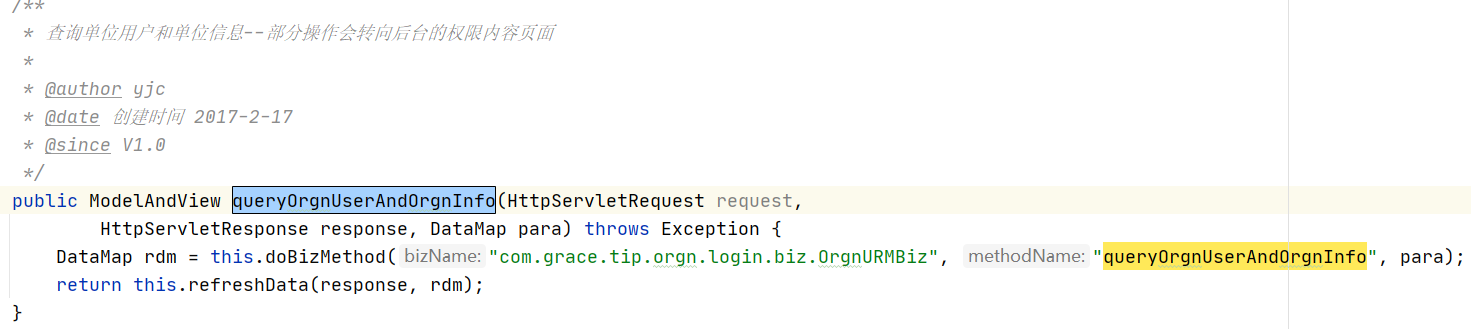 /**
 * 查询单位用户和单位信息--部分操作会转向后台的权限内容页面
 *
 * @author yjc
 * @date 创建时间 2017-2-17
 * @since V1.0
 */
public ModelAndView queryOrgnUserAndOrgnInfo(HttpServletRequest request,
        HttpServletResponse response, DataMap para) throws Exception {
    DataMap rdm = this.doBizMethod( bizName: "com.grace.tip.orgn.login.biz.OrgnURMBiz", methodName: "queryOrgnUserAndOrgnInfo", para);
    return this.refreshData(response, rdm);
}